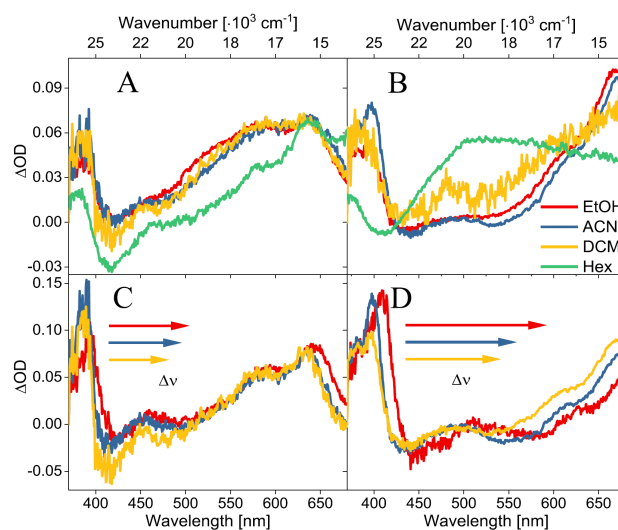 Wavenumber [·10³ cm⁻¹] Wavenumber [·10³ cm⁻¹]
25 22 20 18 17 15 25 22 20 18 17 15 14
A B
0.09
0.06
0.03
0.00
-0.03
ΔOD
EtOH
ACN
DCM
Hex
C D
0.15
0.10
0.05
0.00
-0.05
ΔOD
Δν Δν
400 450 500 550 600 650 400 450 500 550 600 650
Wavelength [nm] Wavelength [nm]